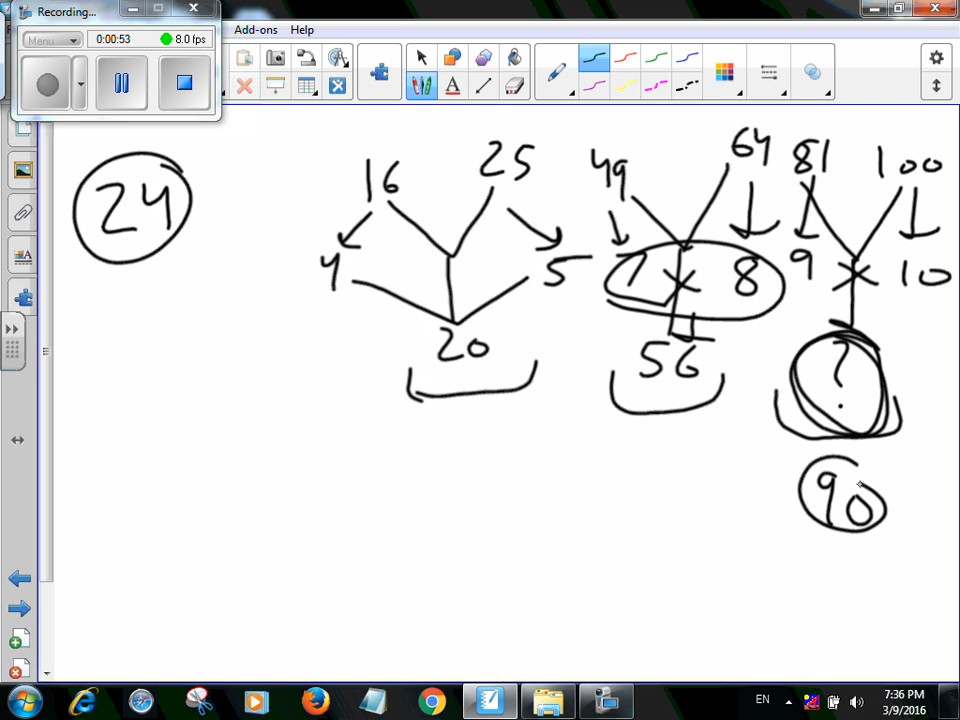 Recording...
Menu
0:00:53
8.0 fps
Add-ons Help
24
16 25 49 64 81 100
4 5 7 x 8 9 x 10
20 56 ?
90
EN
7:36 PM
3/9/2016